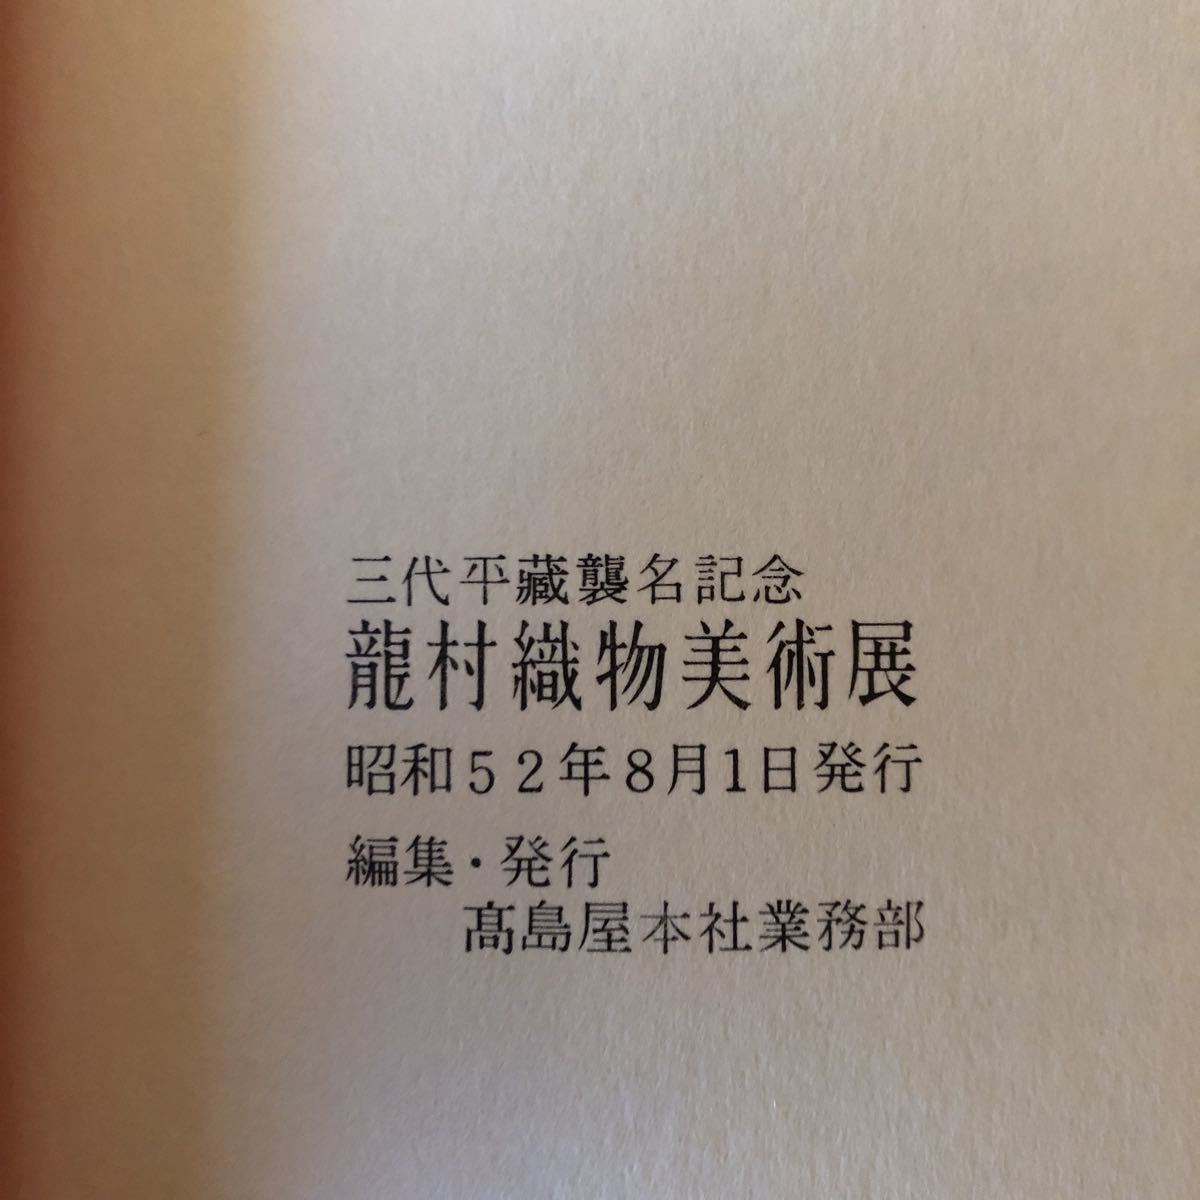 三代平藏襲名記念
龍村織物美術展
昭和52年8月1日発行
編集・発行
髙島屋本社業務部